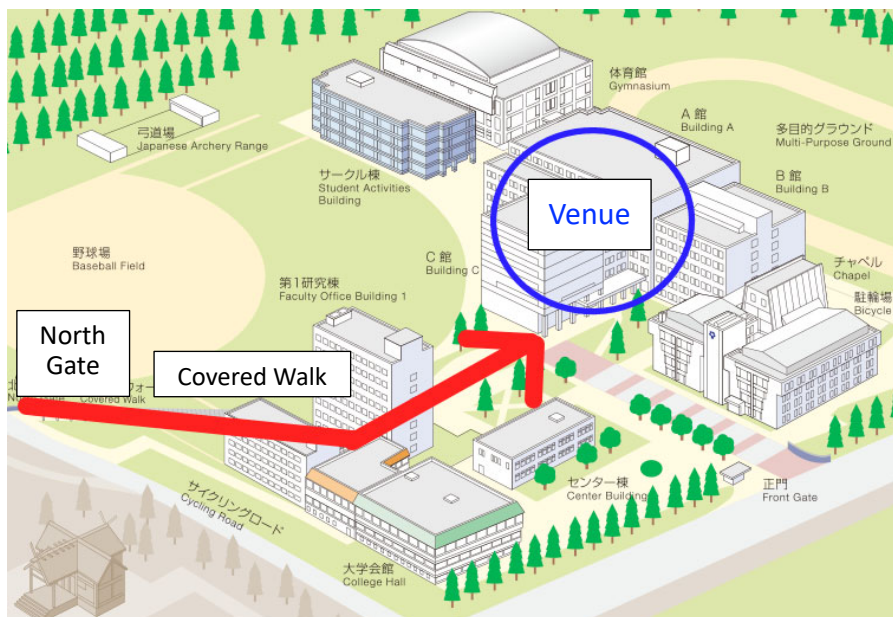 体育館
Gymnasium
A 館
Building A
多目的グラウンド
Multi-Purpose Ground
弓道場
Japanese Archery Range
サークル棟
Student Activities
Building
B 館
Building B
Venue
野球場
Baseball Field
C 館
Building C
チャペル
Chapel
第1研究棟
Faculty Office Building 1
駐輪場
Bicycle
North
Gate
Covered Walk
Covered Walk
センター棟
Center Building
正門
Front Gate
サイクリングロード
Cycling Road
大学会館
College Hall